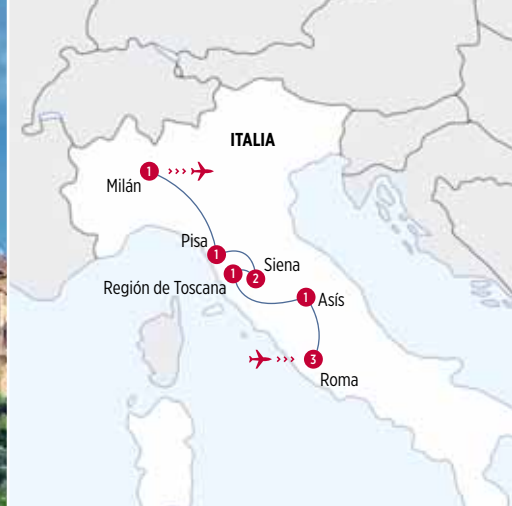 ITALIA
1
Milán
Pisa
1
Siena
1
2
Región de Toscana
1
Asís
3
Roma